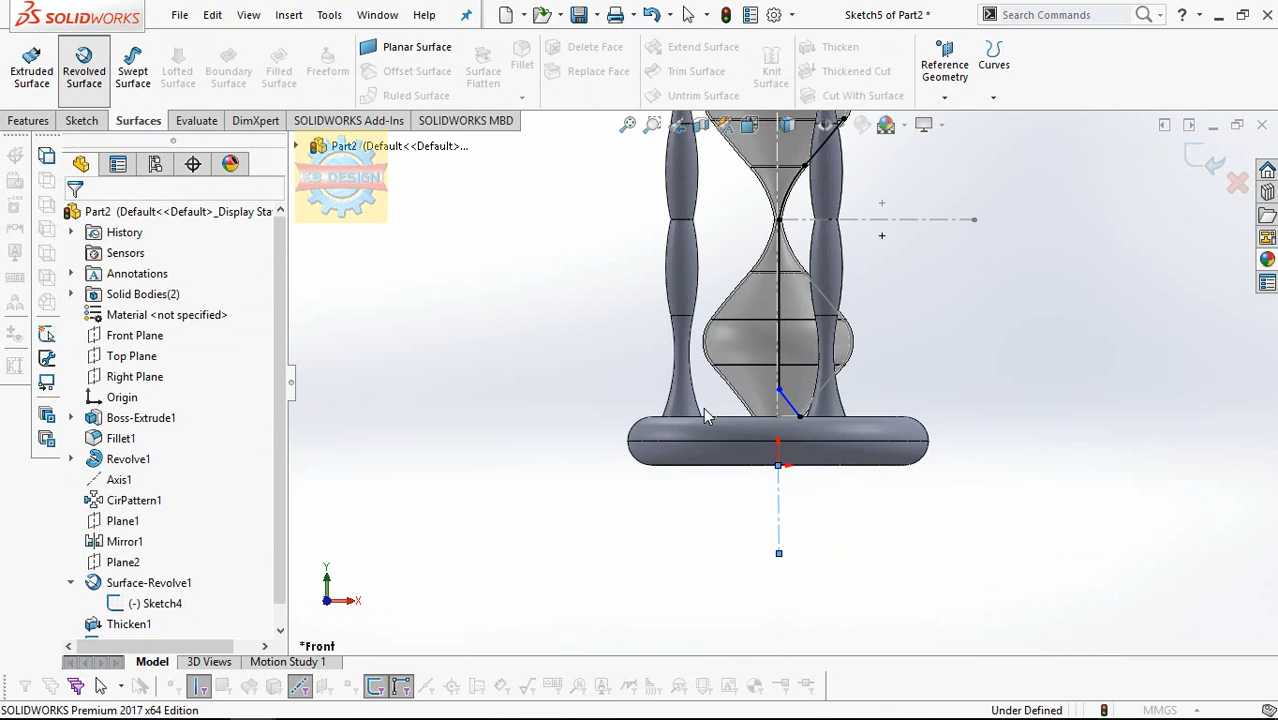 SOLIDWORKS File Edit View Insert Tools Window Help Sketch5 of Part2 * Search Commands ?
Extruded Surface
Revolved Surface
Swept Surface
Lofted Surface
Boundary Surface
Filled Surface
Freeform
Planar Surface
Offset Surface
Ruled Surface
Surface Flatten
Fillet
Delete Face
Replace Face
Extend Surface
Trim Surface
Untrim Surface
Knit Surface
Thicken
Thickened Cut
Cut With Surface
Reference Geometry
Curves
Features Sketch Surfaces Evaluate DimXpert SOLIDWORKS Add-Ins SOLIDWORKS MBD
Part2 (Default<<Default>...
KB DESIGN
Part2 (Default<<Default>_Display Sta
History
Sensors
Annotations
Solid Bodies(2)
Material <not specified>
Front Plane
Top Plane
Right Plane
Origin
Boss-Extrude1
Fillet1
Revolve1
Axis1
CirPattern1
Plane1
Mirror1
Plane2
Surface-Revolve1
(-) Sketch4
Thicken1
Y
X
*Front
Model 3D Views Motion Study 1
SOLIDWORKS Premium 2017 x64 Edition Under Defined MMGS